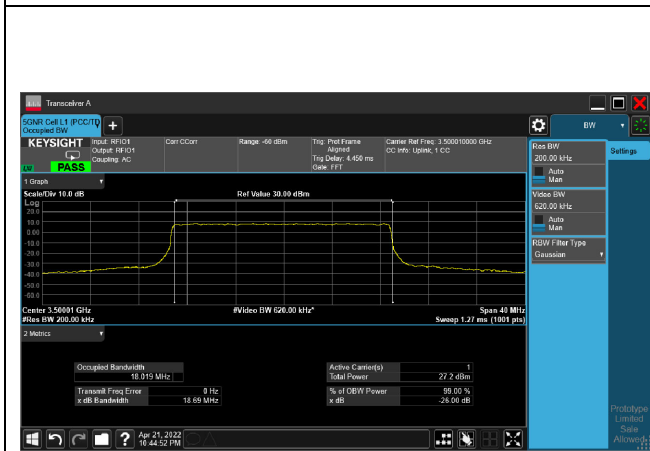 Transceiver A
5GNR Cell L1 (PCC/TD
Occupied BW
BW
KEYSIGHT
Input: RFIO1
Output: RFIO1
Coupling: AC
Corr CCorr
Range: -60 dBm
Trig: Prot Frame
Aligned
Trig Delay: 4.450 ms
Gate: FFT
Carrier Ref Freq: 3.500010000 GHz
CC Info: Uplink, 1 CC
PASS
Res BW
200.00 kHz
Auto
Man
Settings
Video BW
620.00 kHz
Auto
Man
RBW Filter Type
Gaussian
1 Graph
Scale/Div 10.0 dB
Ref Value 30.00 dBm
Log
20.0
10.0
0.00
-10.0
-20.0
-30.0
-40.0
-50.0
-60.0
Center 3.50001 GHz
#Video BW 620.00 kHz*
Span 40 MHz
#Res BW 200.00 kHz
Sweep 1.27 ms (1001 pts)
2 Metrics
Occupied Bandwidth
18.019 MHz
Active Carrier(s) 1
Total Power 27.2 dBm
Transmit Freq Error 0 Hz
x dB Bandwidth 18.69 MHz
% of OBW Power 99.00 %
x dB -26.00 dB
Prototype
Limited
Sale
Allowed
?
Apr 21, 2022
10:44:52 PM